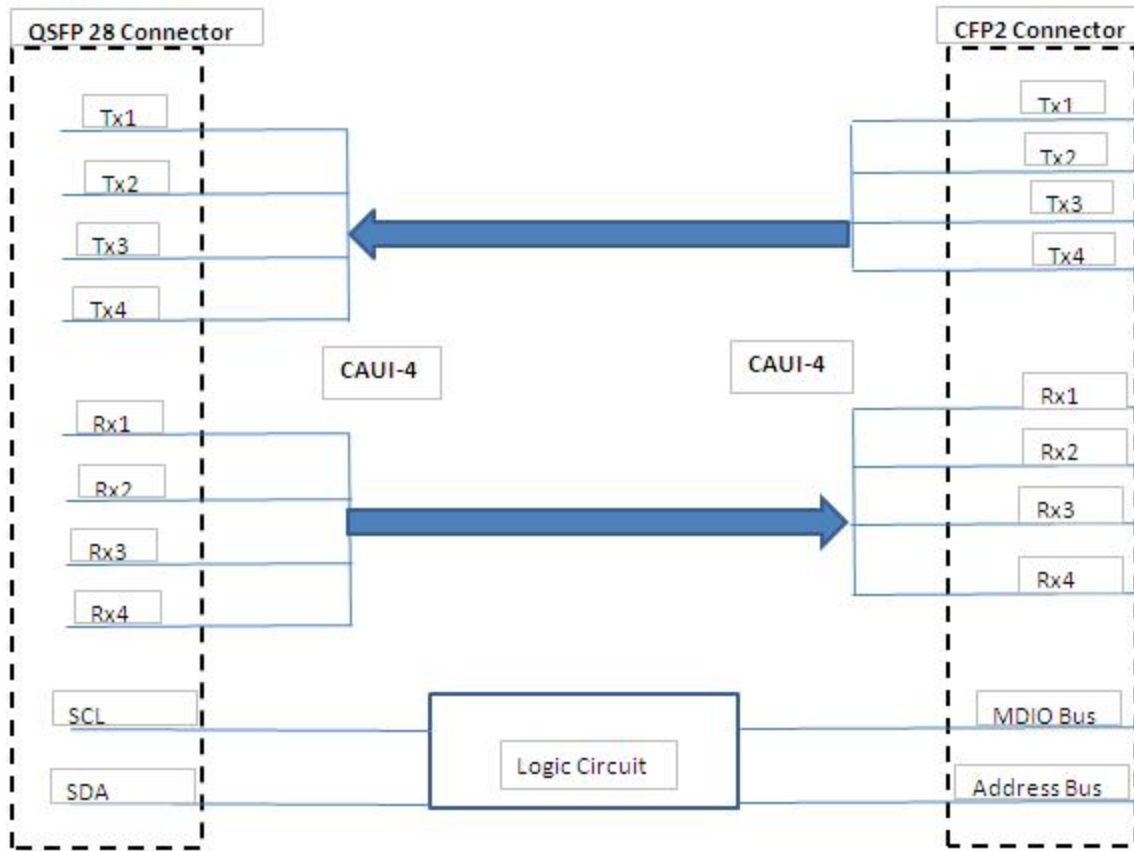 QSFP 28 Connector
CFP2 Connector
Tx1
Tx1
Tx2
Tx2
Tx3
Tx3
Tx4
Tx4
CAUI-4
CAUI-4
Rx1
Rx1
Rx2
Rx2
Rx3
Rx3
Rx4
Rx4
SCL
MDIO Bus
Logic Circuit
SDA
Address Bus